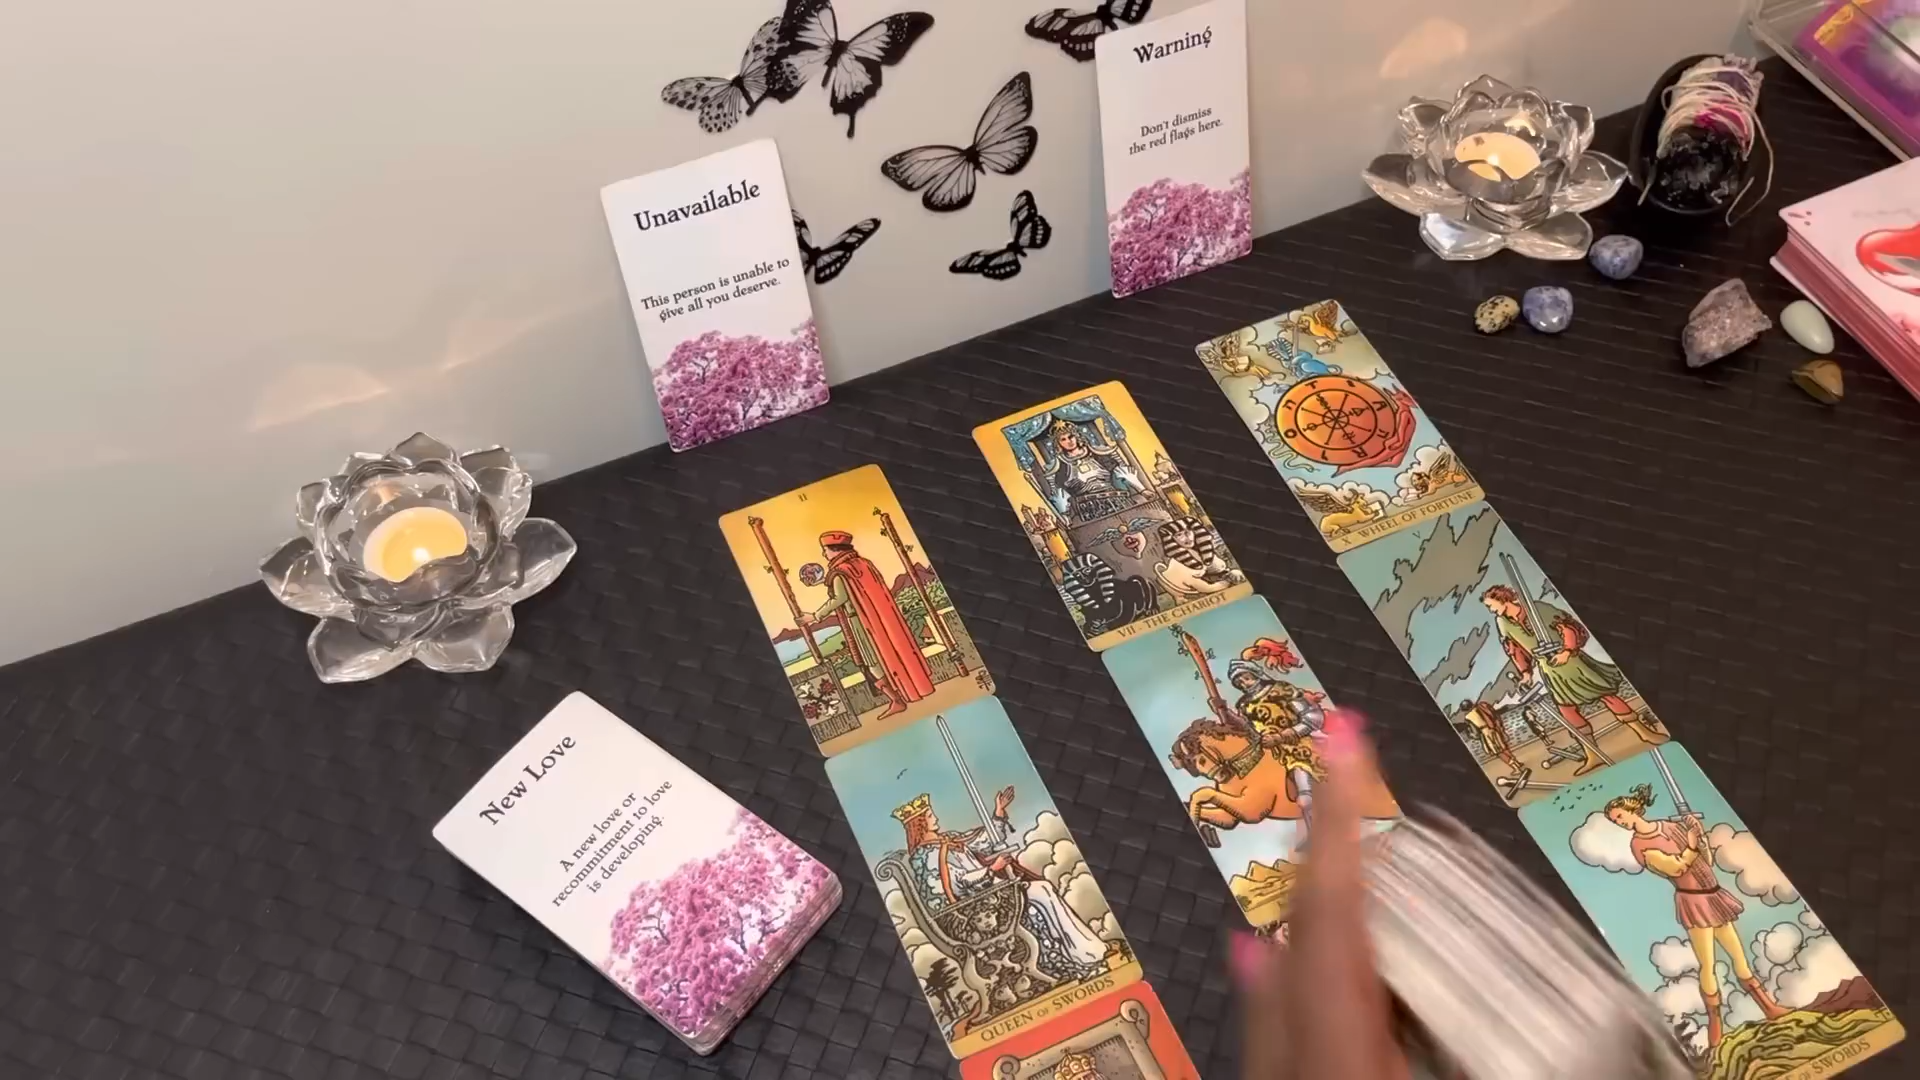 Warning
Don't dismiss
the red flags here.
Unavailable
This person is unable to
give all you deserve.
X WHEEL OF FORTUNE
II
VII - THE CHARIOT
V
New Love
A new love or
recommitment to love
is developing.
QUEEN OF SWORDS
OF SWORDS